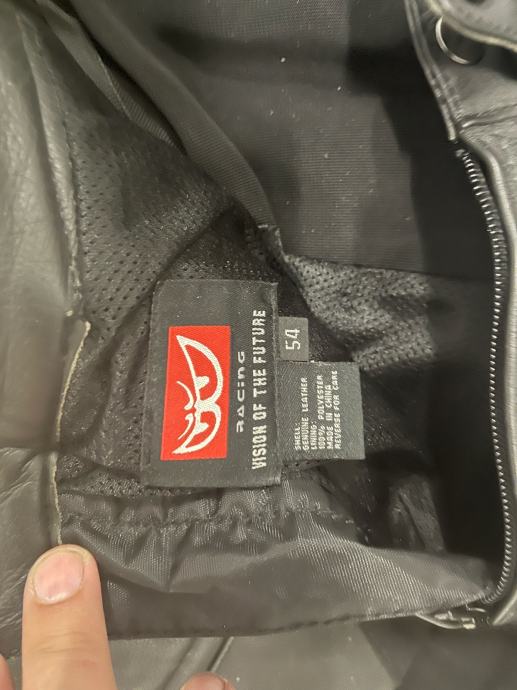 RACING
VISION OF THE FUTURE
54
SHELL:
GENUINE LEATHER
LINING:
100% POLYESTER
MADE IN CHINA
REVERSE FOR CARE